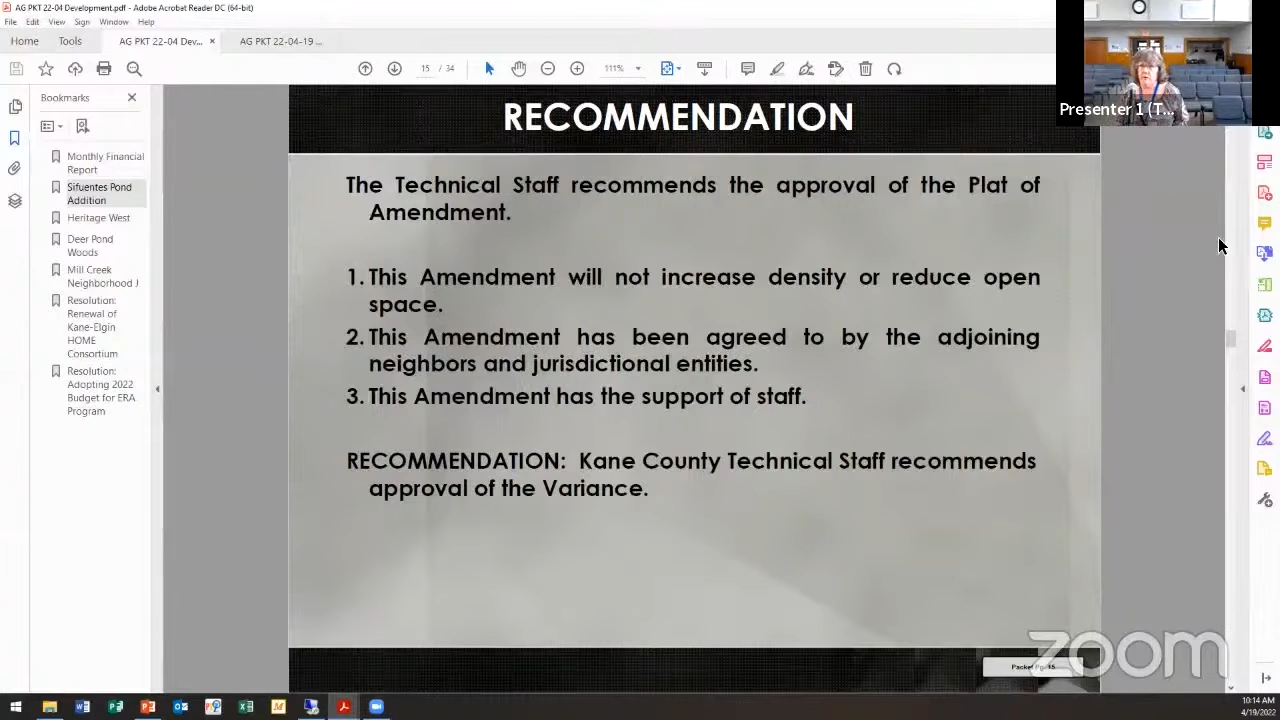 AG PKT 22-04 Development.pdf - Adobe Acrobat Reader DC (64-bit)
File Edit View Sign Window Help
Home Tools AG PKT 22-04 Dev... × AG PKT 22-04-19 ...
15 / 34 111%
Presenter 1 (T...
Bookmarks
Monthly Financial
Report
Sifuentes Pond
Addition
Heritage West
Deer Pond
Woods
Mill Creek
Neighborhood J
Resolution:
Renewal of
Kane-Elgin
HOME
Consortium
Resolution:
Adopting 2022
Budget for ERA
Program
RECOMMENDATION
The Technical Staff recommends the approval of the Plat of
Amendment.
1. This Amendment will not increase density or reduce open
space.
2. This Amendment has been agreed to by the adjoining
neighbors and jurisdictional entities.
3. This Amendment has the support of staff.
RECOMMENDATION: Kane County Technical Staff recommends
approval of the Variance.
Packet Pg. 15
zoom
10:14 AM
4/19/2022